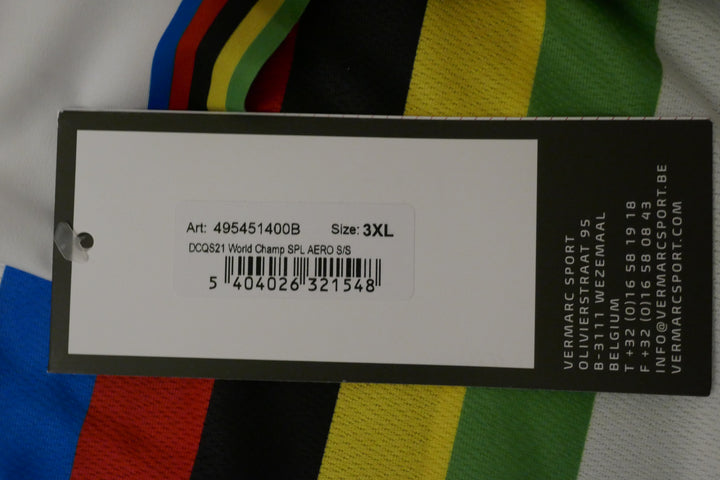 Art: 495451400B Size: 3XL
DCQS21 World Champ SPL AERO S/S
5 404026 321548
VERMARC SPORT
OLIVIERSTRAAT 95
B-3111 WEZEMAAL
BELGIUM
T +32 (0)16 58 19 18
F +32 (0)16 58 08 43
INFO@VERMARCSPORT.BE
VERMARCSPORT.COM